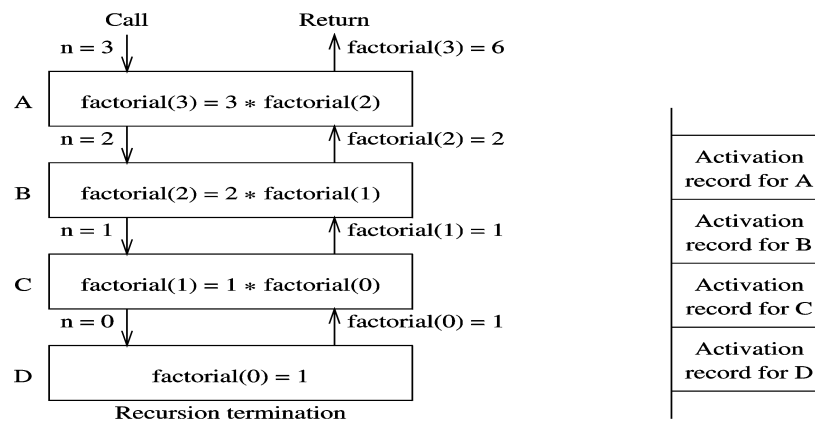 Call Return
n = 3 factorial(3) = 6
A factorial(3) = 3 * factorial(2)
n = 2 factorial(2) = 2
B factorial(2) = 2 * factorial(1)
n = 1 factorial(1) = 1
C factorial(1) = 1 * factorial(0)
n = 0 factorial(0) = 1
D factorial(0) = 1
Recursion termination
Activation
record for A
Activation
record for B
Activation
record for C
Activation
record for D